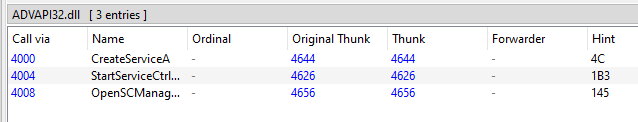 ADVAPI32.dll [ 3 entries ]
Call via Name Ordinal Original Thunk Thunk Forwarder Hint
4000 CreateServiceA - 4644 4644 - 4C
4004 StartServiceCtrl... - 4626 4626 - 1B3
4008 OpenSCManag... - 4656 4656 - 145